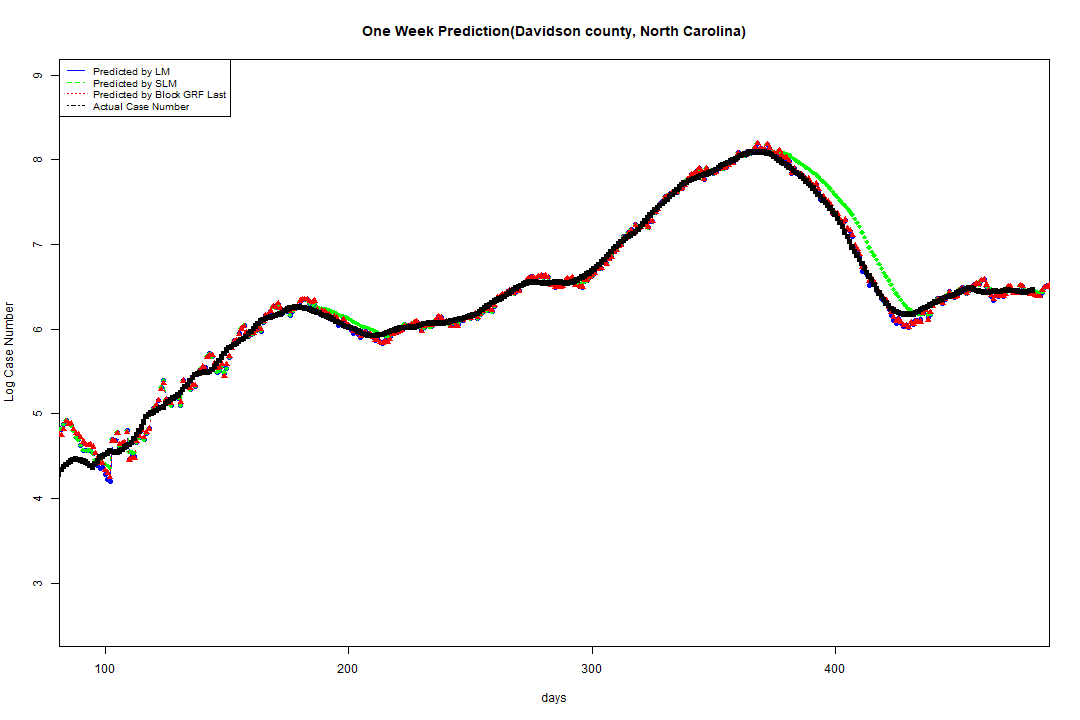 One Week Prediction(Davidson county, North Carolina)
Predicted by LM
Predicted by SLM
Predicted by Block GRF Last
Actual Case Number
9
8
7
6
5
4
3
Log Case Number
100 200 300 400
days